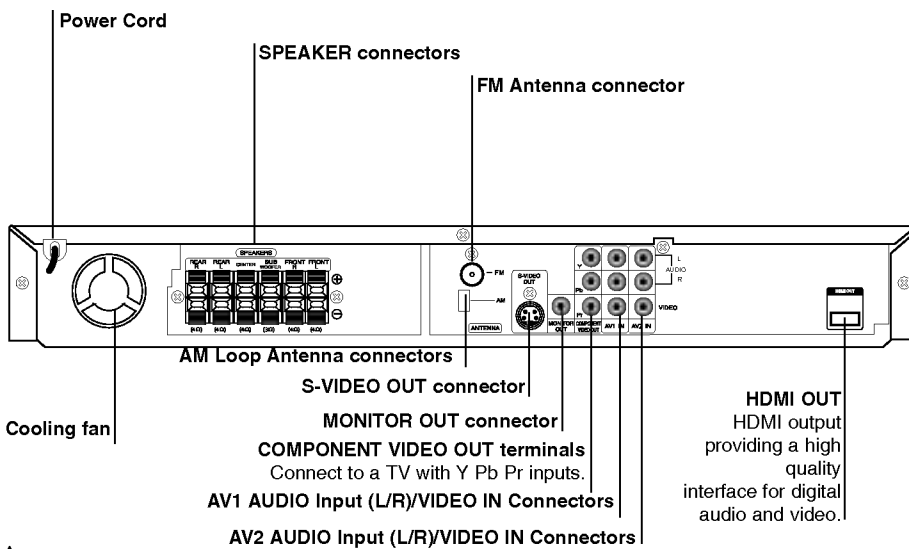 Power Cord
SPEAKER connectors
FM Antenna connector
SPEAKERS
REAR R
REAR L
CENTER
SUB WOOFER
FRONT R
FRONT L
(4Ω) (4Ω) (4Ω) (3Ω) (4Ω) (4Ω)
FM
AM
ANTENNA
S-VIDEO OUT
MONITOR OUT
Y
Pb
Pr
COMPONENT VIDEO OUT
AV1 IN
AV2 IN
L
AUDIO
R
VIDEO
HDMI OUT
AM Loop Antenna connectors
S-VIDEO OUT connector
MONITOR OUT connector
Cooling fan
COMPONENT VIDEO OUT terminals
Connect to a TV with Y Pb Pr inputs.
AV1 AUDIO Input (L/R)/VIDEO IN Connectors
AV2 AUDIO Input (L/R)/VIDEO IN Connectors
HDMI OUT
HDMI output
providing a high
quality
interface for digital
audio and video.